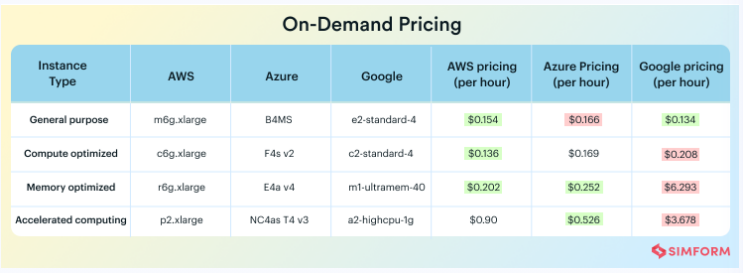 On-Demand Pricing
Instance Type AWS Azure Google AWS pricing (per hour) Azure Pricing (per hour) Google pricing (per hour)
General purpose m6g.xlarge B4MS e2-standard-4 $0.154 $0.166 $0.134
Compute optimized c6g.xlarge F4s v2 c2-standard-4 $0.136 $0.169 $0.208
Memory optimized r6g.xlarge E4a v4 m1-ultramem-40 $0.202 $0.252 $6.293
Accelerated computing p2.xlarge NC4as T4 v3 a2-highcpu-1g $0.90 $0.526 $3.678
SIMFORM